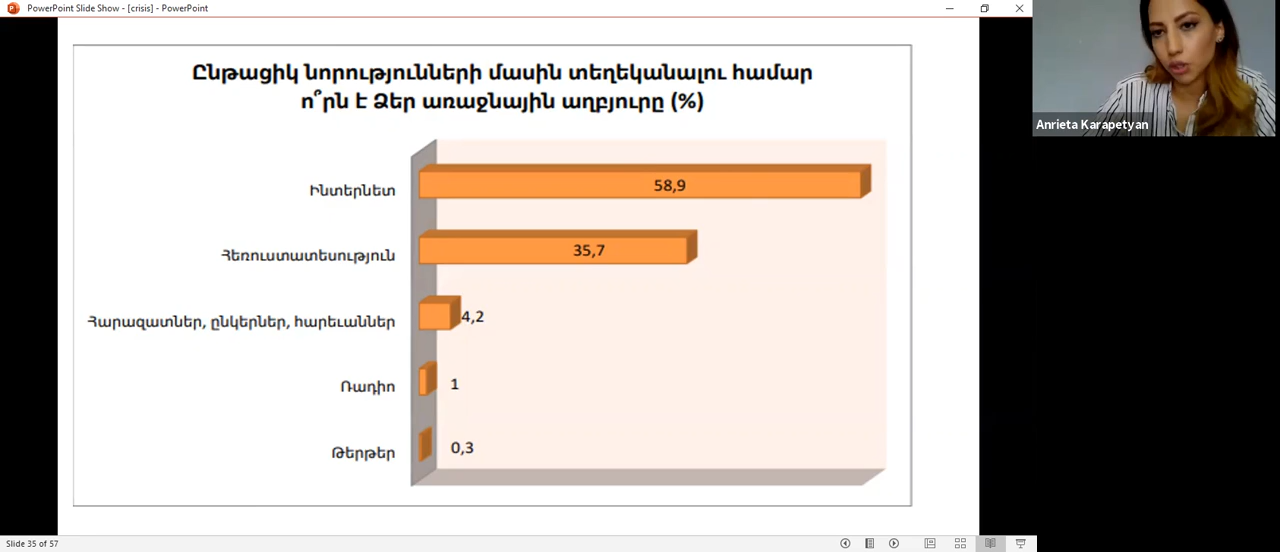 PowerPoint Slide Show - [crisis] - PowerPoint
Ընթացիկ նորությունների մասին տեղեկանալու համար
ո՞րն է Ձեր առաջնային աղբյուրը (%)
Ինտերնետ
58,9
Հեռուստատեսություն
35,7
Հարազատներ, ընկերներ, հարեւաններ
4,2
Ռադիո
1
Թերթեր
0,3
Slide 35 of 57
Anrieta Karapetyan